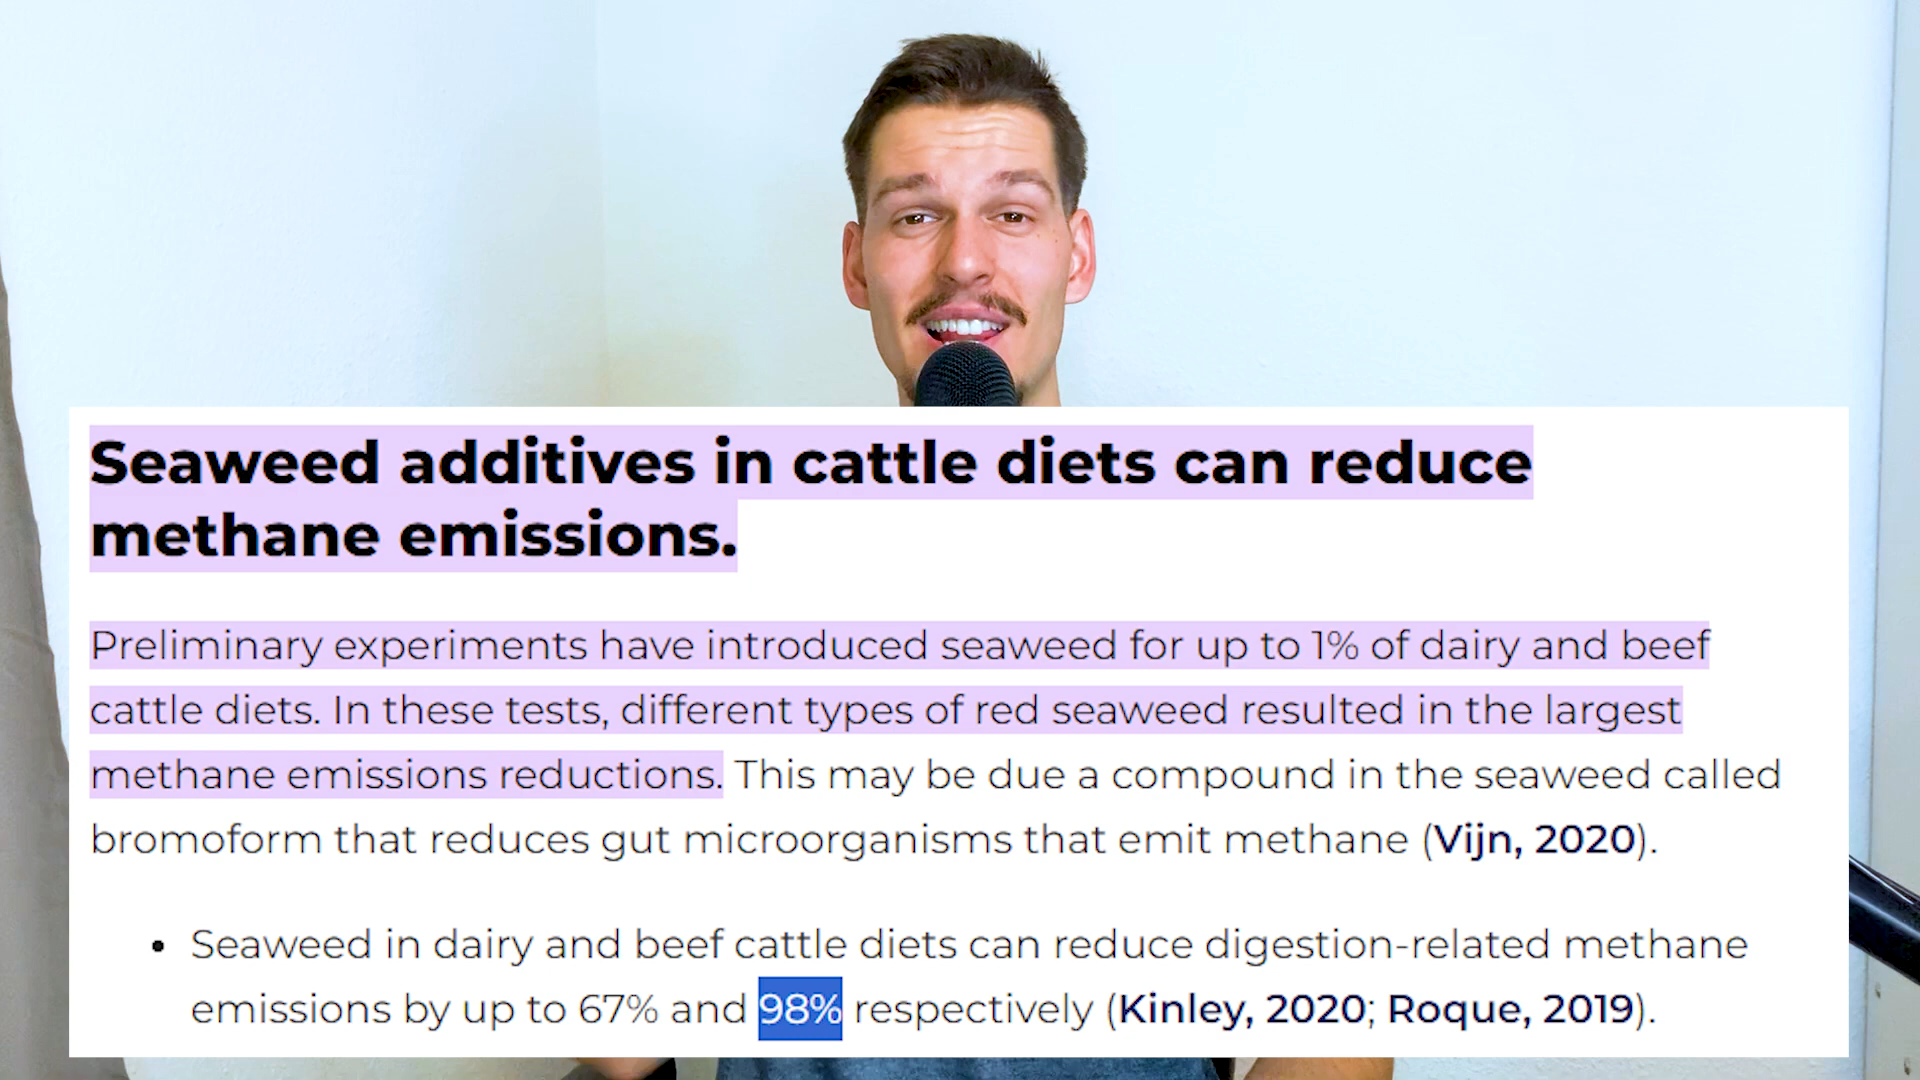 Seaweed additives in cattle diets can reduce
methane emissions.
Preliminary experiments have introduced seaweed for up to 1% of dairy and beef
cattle diets. In these tests, different types of red seaweed resulted in the largest
methane emissions reductions. This may be due a compound in the seaweed called
bromoform that reduces gut microorganisms that emit methane (Vijn, 2020).
• Seaweed in dairy and beef cattle diets can reduce digestion-related methane
emissions by up to 67% and 98% respectively (Kinley, 2020; Roque, 2019).